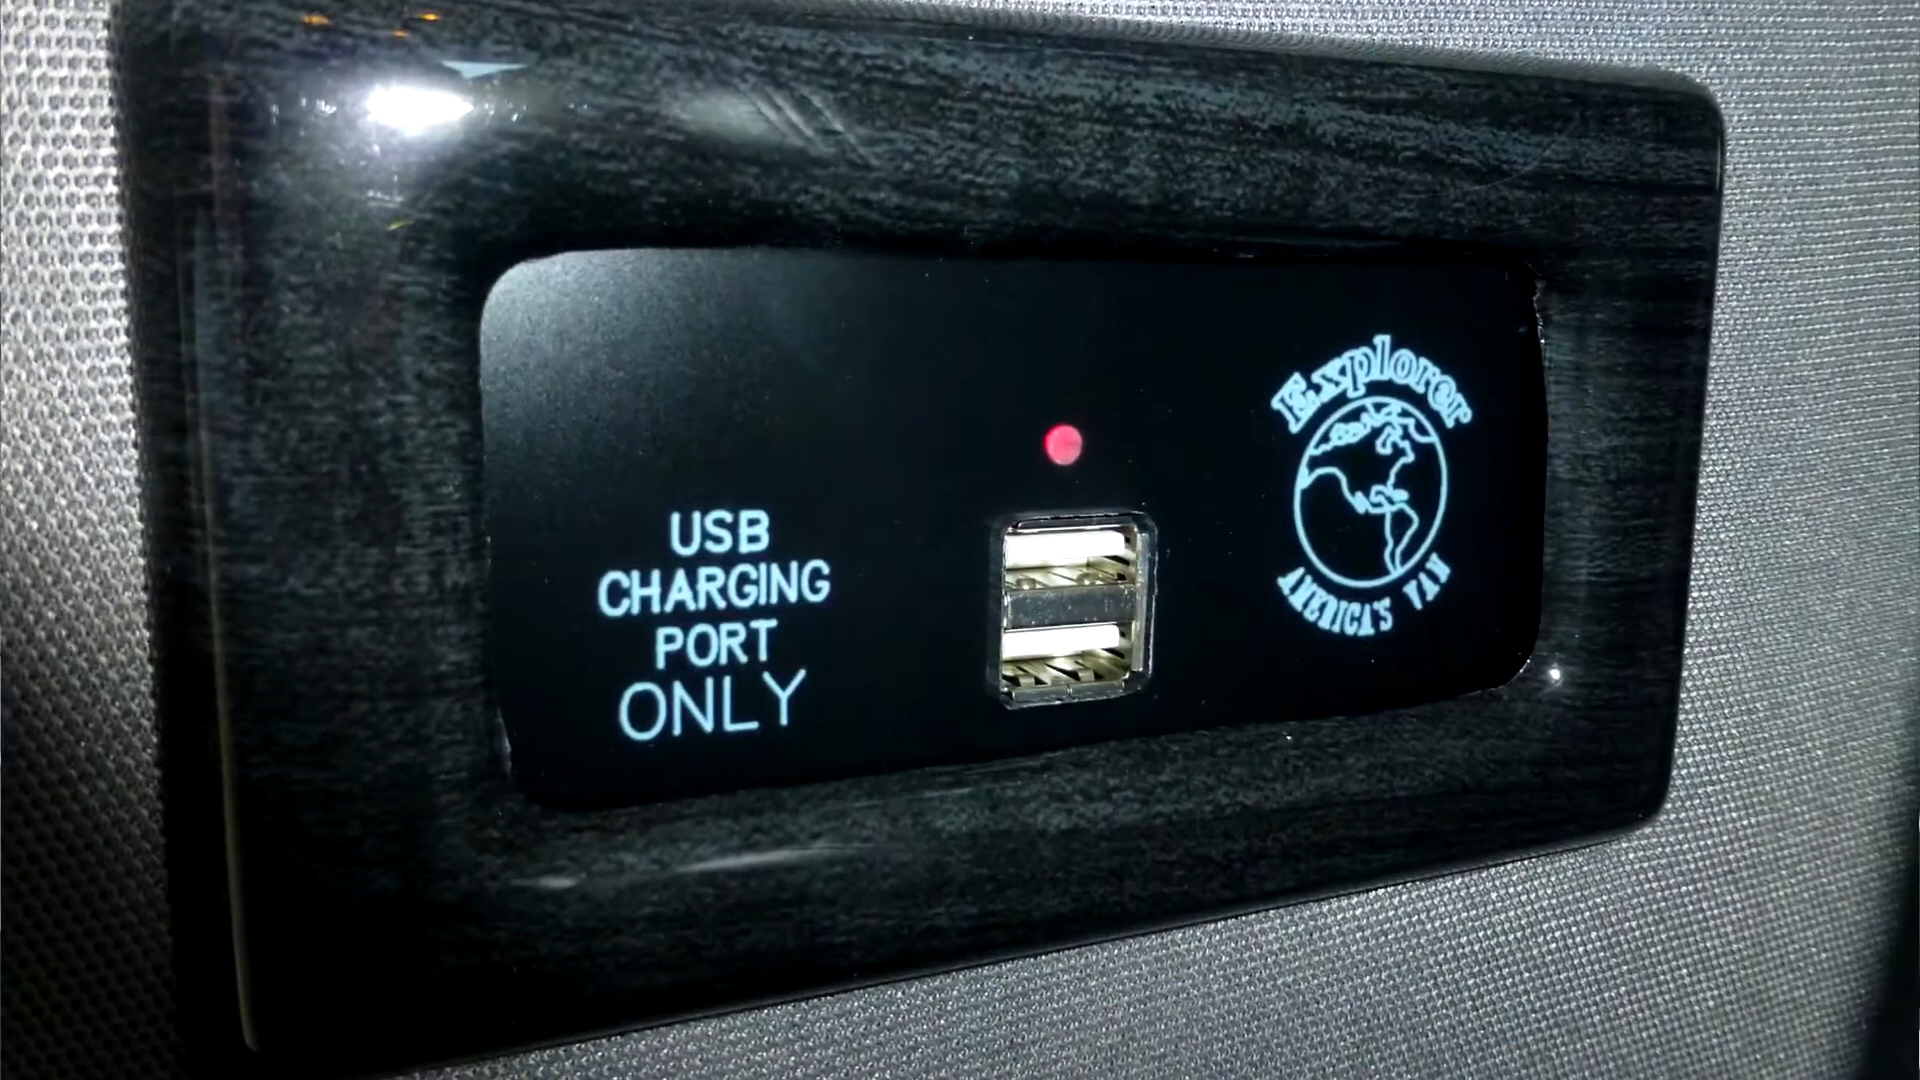 USB
CHARGING
PORT
ONLY
Explorer
AMERICA'S VAN